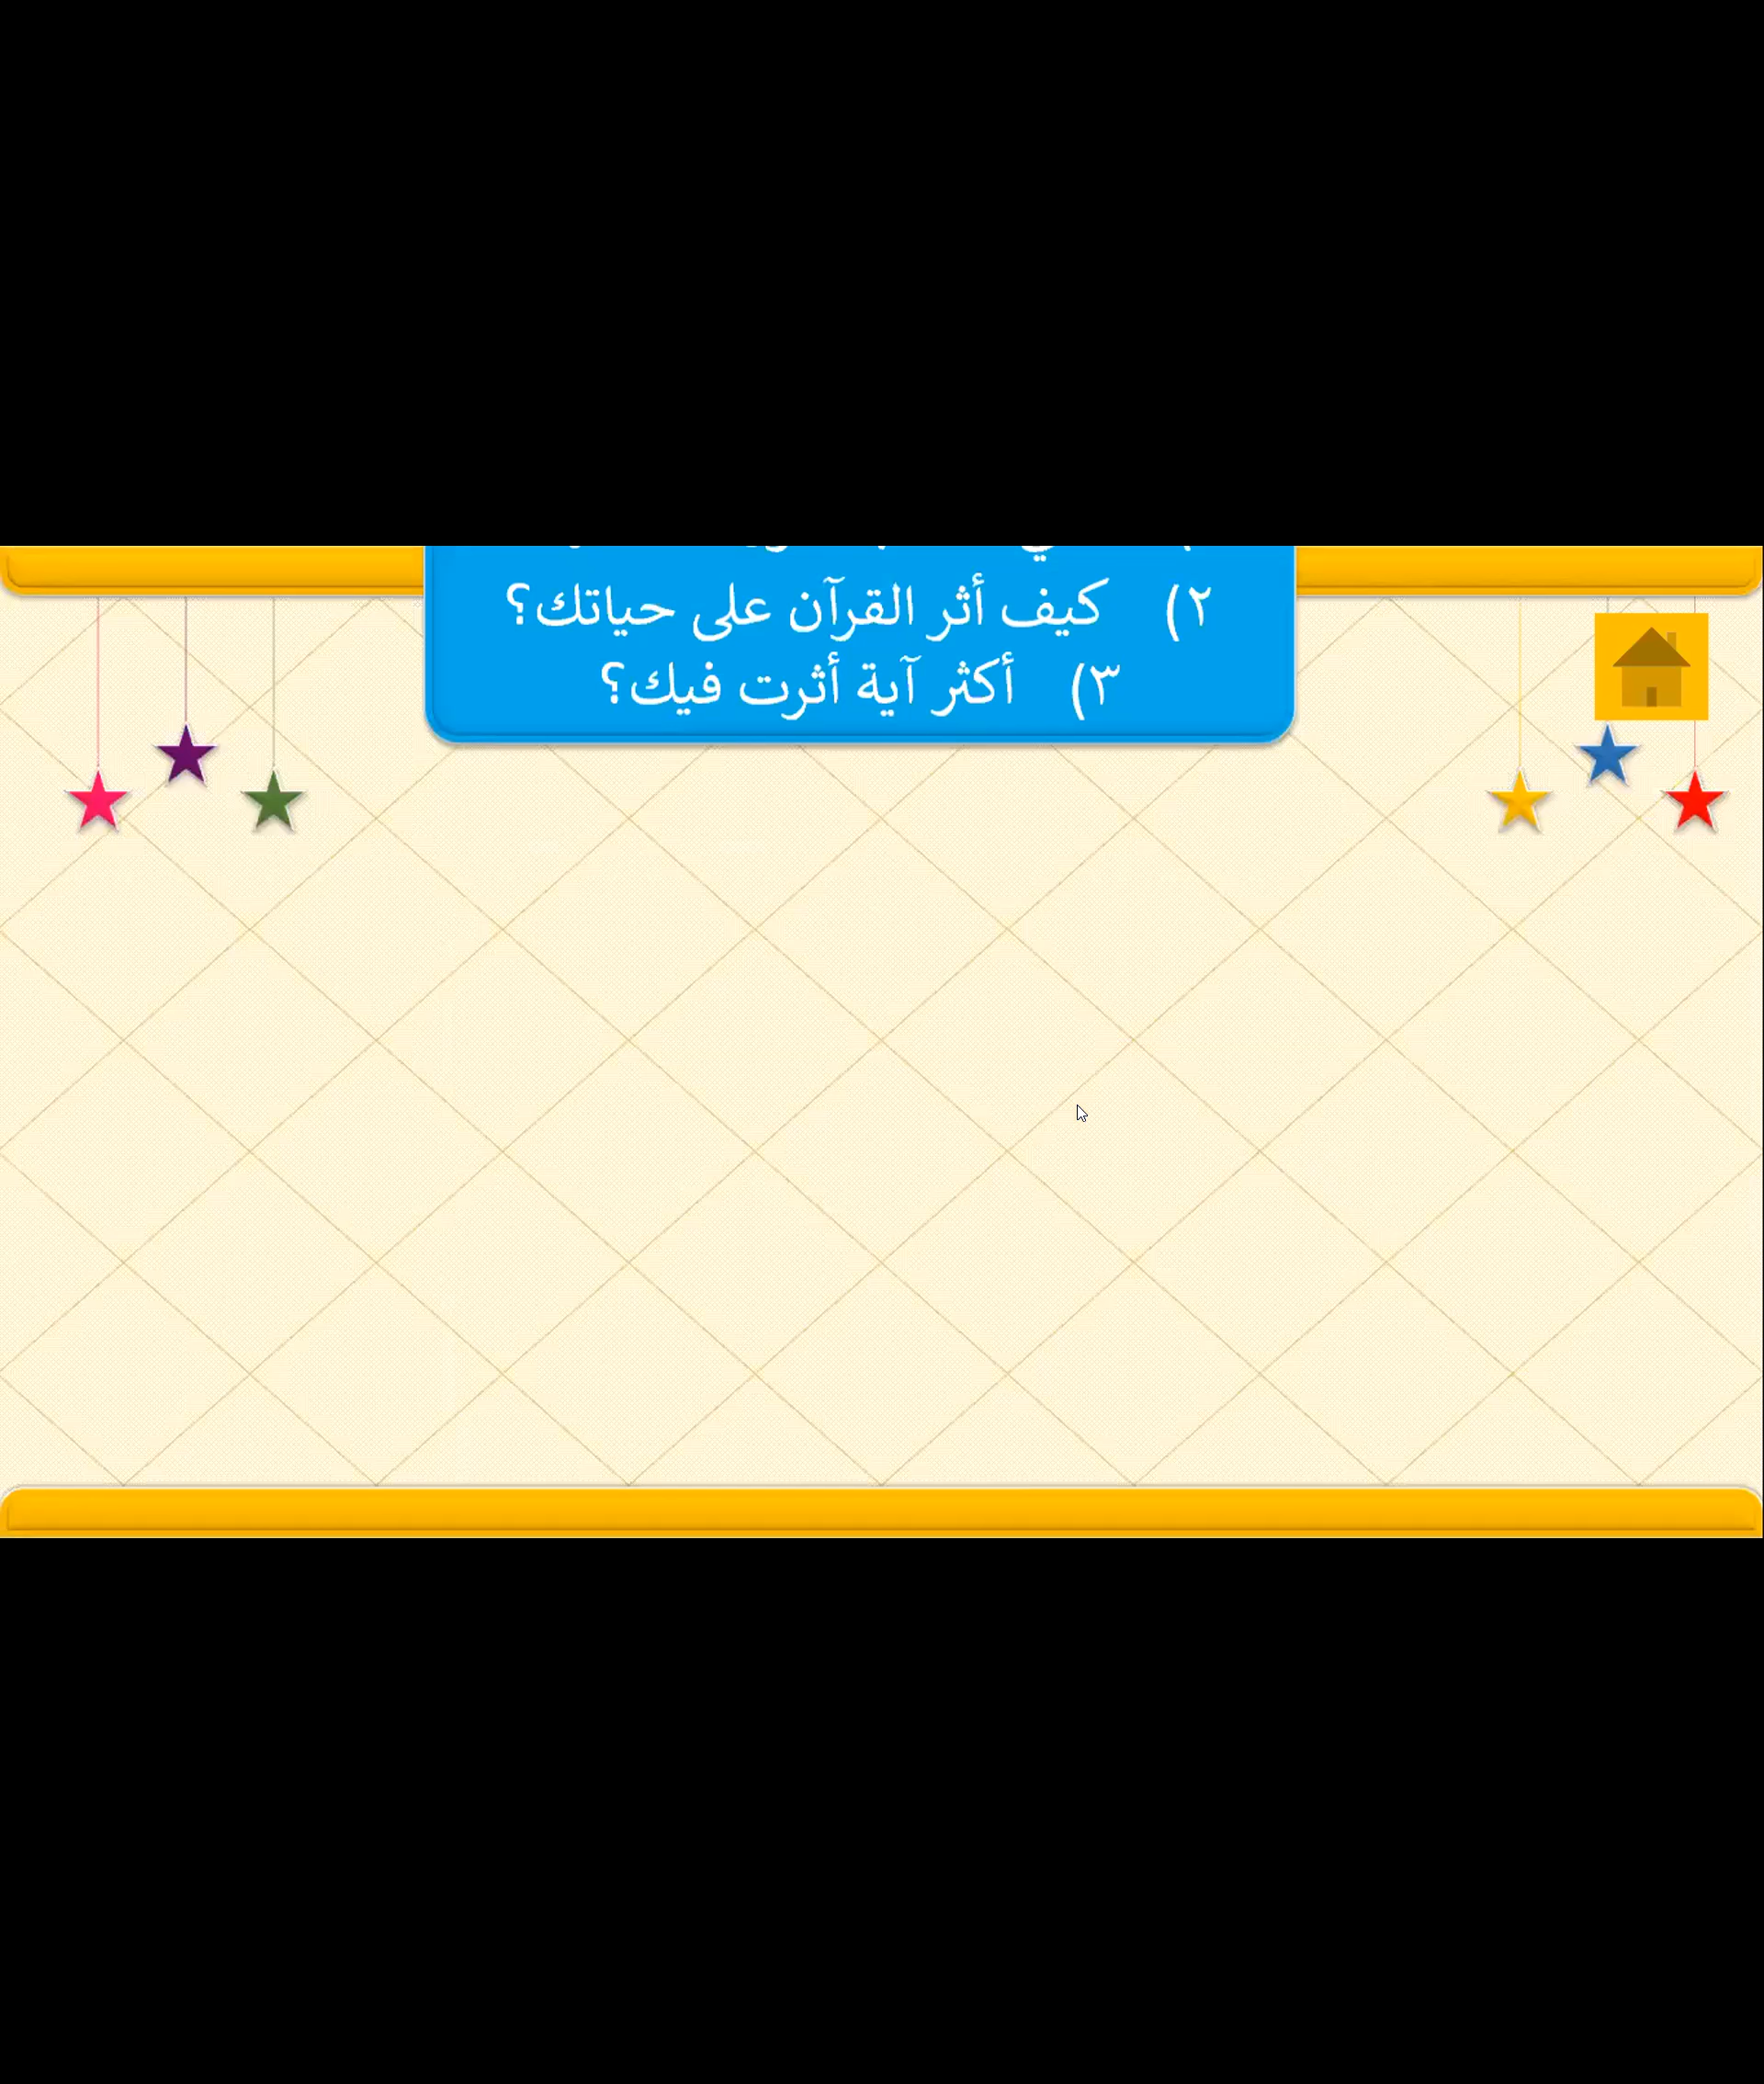 ٢) كيف أثر القرآن على حياتك؟
٣) أكثر آية أثرت فيك؟